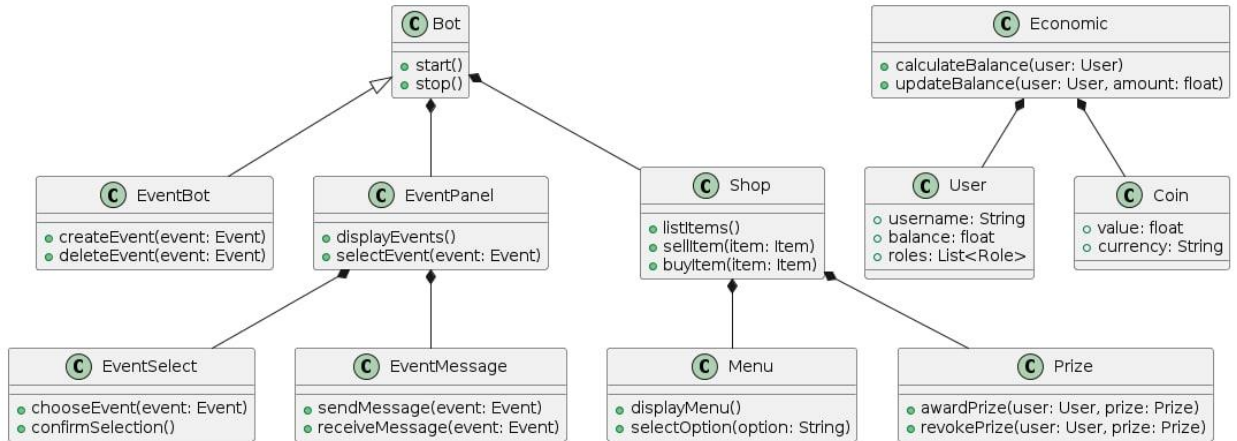 C Bot
start()
stop()
C Economic
calculateBalance(user: User)
updateBalance(user: User, amount: float)
C EventBot
createEvent(event: Event)
deleteEvent(event: Event)
C EventPanel
displayEvents()
selectEvent(event: Event)
C Shop
listItems()
sellItem(item: Item)
buyItem(item: Item)
C User
username: String
balance: float
roles: List<Role>
C Coin
value: float
currency: String
C EventSelect
chooseEvent(event: Event)
confirmSelection()
C EventMessage
sendMessage(event: Event)
receiveMessage(event: Event)
C Menu
displayMenu()
selectOption(option: String)
C Prize
awardPrize(user: User, prize: Prize)
revokePrize(user: User, prize: Prize)